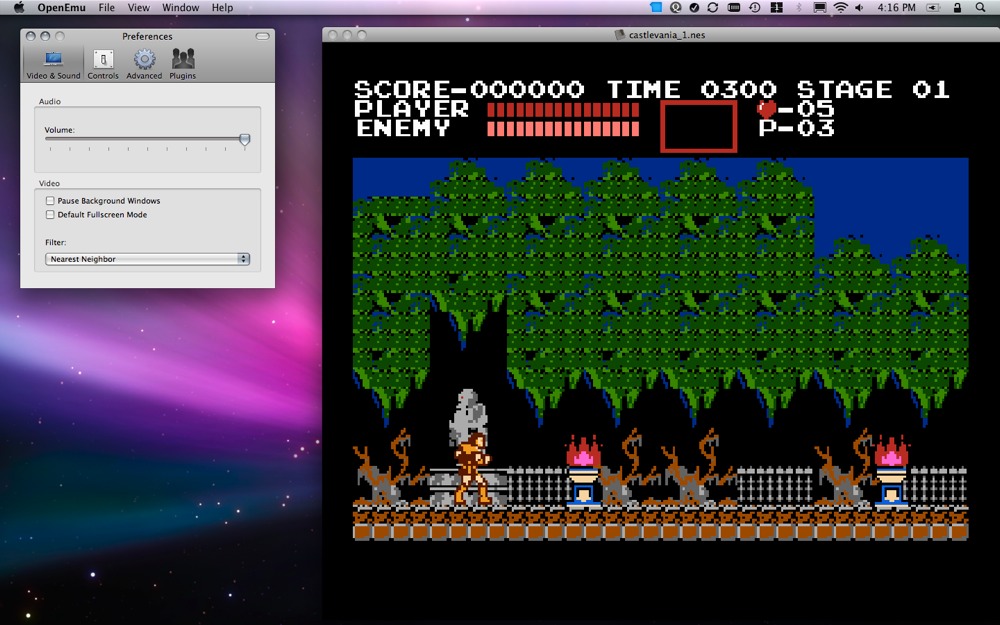 OpenEmu File View Window Help
4:16 PM
Preferences
Video & Sound Controls Advanced Plugins
Audio
Volume:
Video
Pause Background Windows
Default Fullscreen Mode
Filter:
Nearest Neighbor
castlevania_1.nes
SCORE-000000 TIME 0300 STAGE 01
PLAYER -05
ENEMY P-03